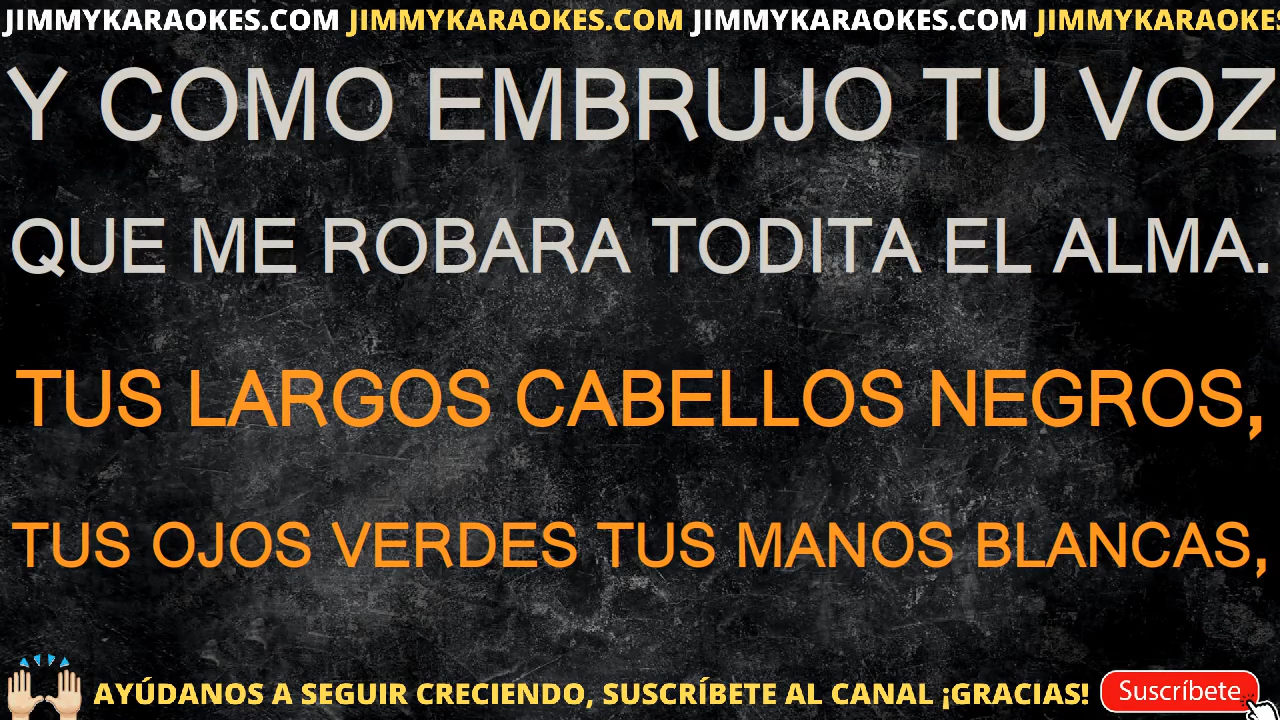 JIMMYKARAOKES.COM JIMMYKARAOKES.COM JIMMYKARAOKES.COM JIMMYKARAOKES
Y COMO EMBRUJO TU VOZ
QUE ME ROBARA TODITA EL ALMA.
TUS LARGOS CABELLOS NEGROS,
TUS OJOS VERDES TUS MANOS BLANCAS,
AYÚDANOS A SEGUIR CRECIENDO, SUSCRÍBETE AL CANAL ¡GRACIAS! Suscríbete